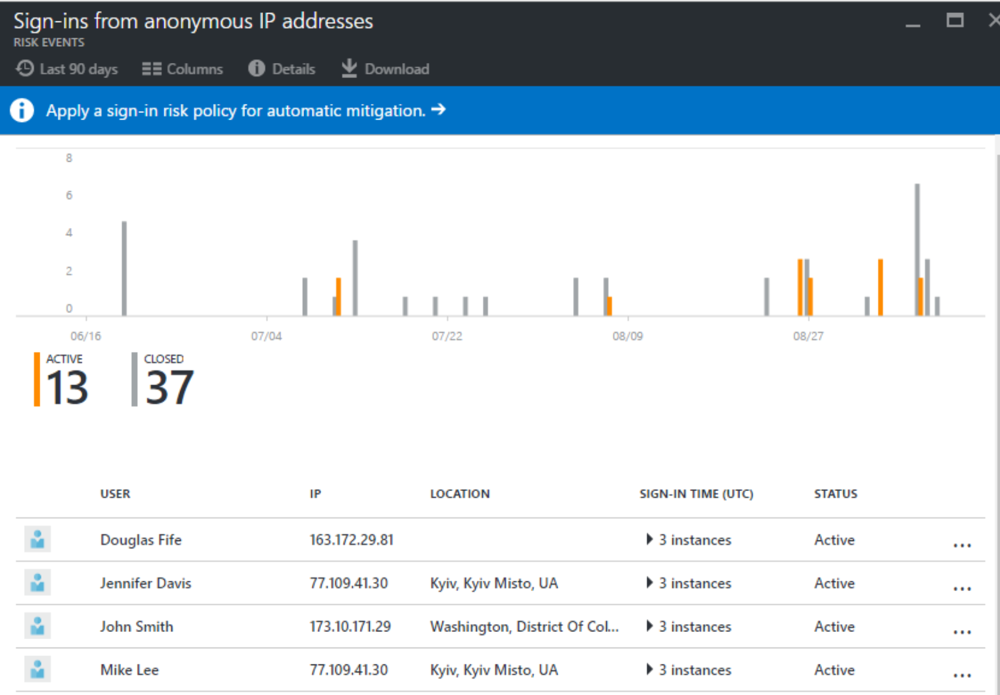 Sign-ins from anonymous IP addresses
RISK EVENTS
Last 90 days Columns Details Download
Apply a sign-in risk policy for automatic mitigation. →
8
6
4
2
0
06/16 07/04 07/22 08/09 08/27
ACTIVE CLOSED
13 37
USER IP LOCATION SIGN-IN TIME (UTC) STATUS
Douglas Fife 163.172.29.81 3 instances Active ...
Jennifer Davis 77.109.41.30 Kyiv, Kyiv Misto, UA 3 instances Active ...
John Smith 173.10.171.29 Washington, District Of Col... 3 instances Active ...
Mike Lee 77.109.41.30 Kyiv, Kyiv Misto, UA 3 instances Active ...